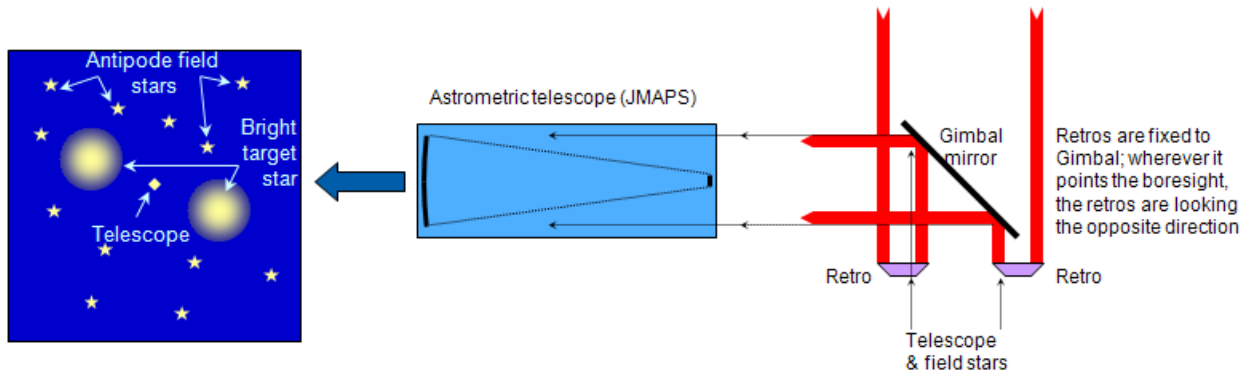 Antipode field
stars
Bright
target
star
Telescope
Astrometric telescope (JMAPS)
Gimbal
mirror
Retros are fixed to
Gimbal; wherever it
points the boresight,
the retros are looking
the opposite direction
Retro
Retro
Telescope
& field stars